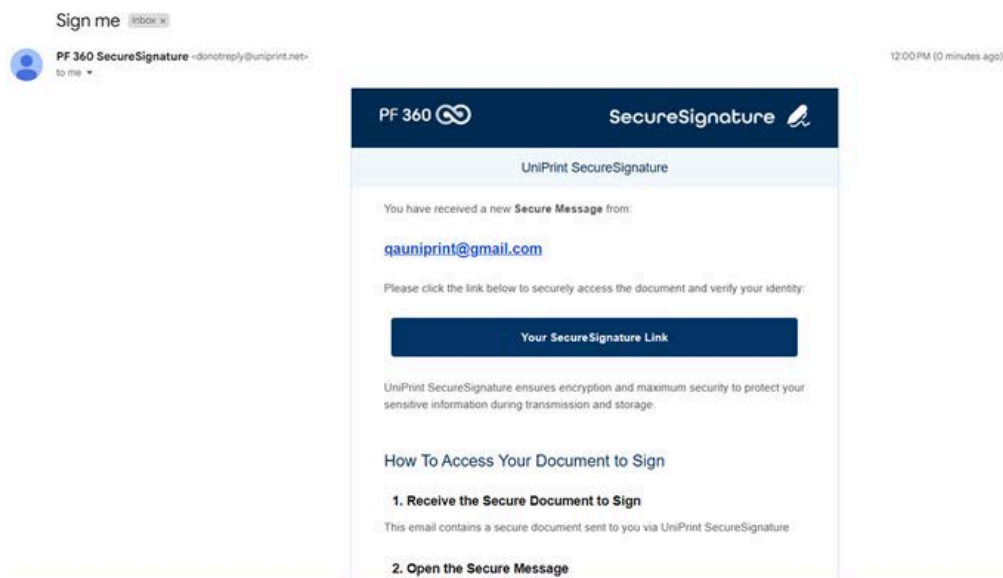 Sign me Inbox x
PF 360 SecureSignature <donotreply@uniprint.net>
12:00 PM (0 minutes ago)
to me
PF 360
SecureSignature
UniPrint SecureSignature
You have received a new Secure Message from:
qauniprint@gmail.com
Please click the link below to securely access the document and verify your identity:
Your SecureSignature Link
UniPrint SecureSignature ensures encryption and maximum security to protect your
sensitive information during transmission and storage.
How To Access Your Document to Sign
1. Receive the Secure Document to Sign
This email contains a secure document sent to you via UniPrint SecureSignature
2. Open the Secure Message